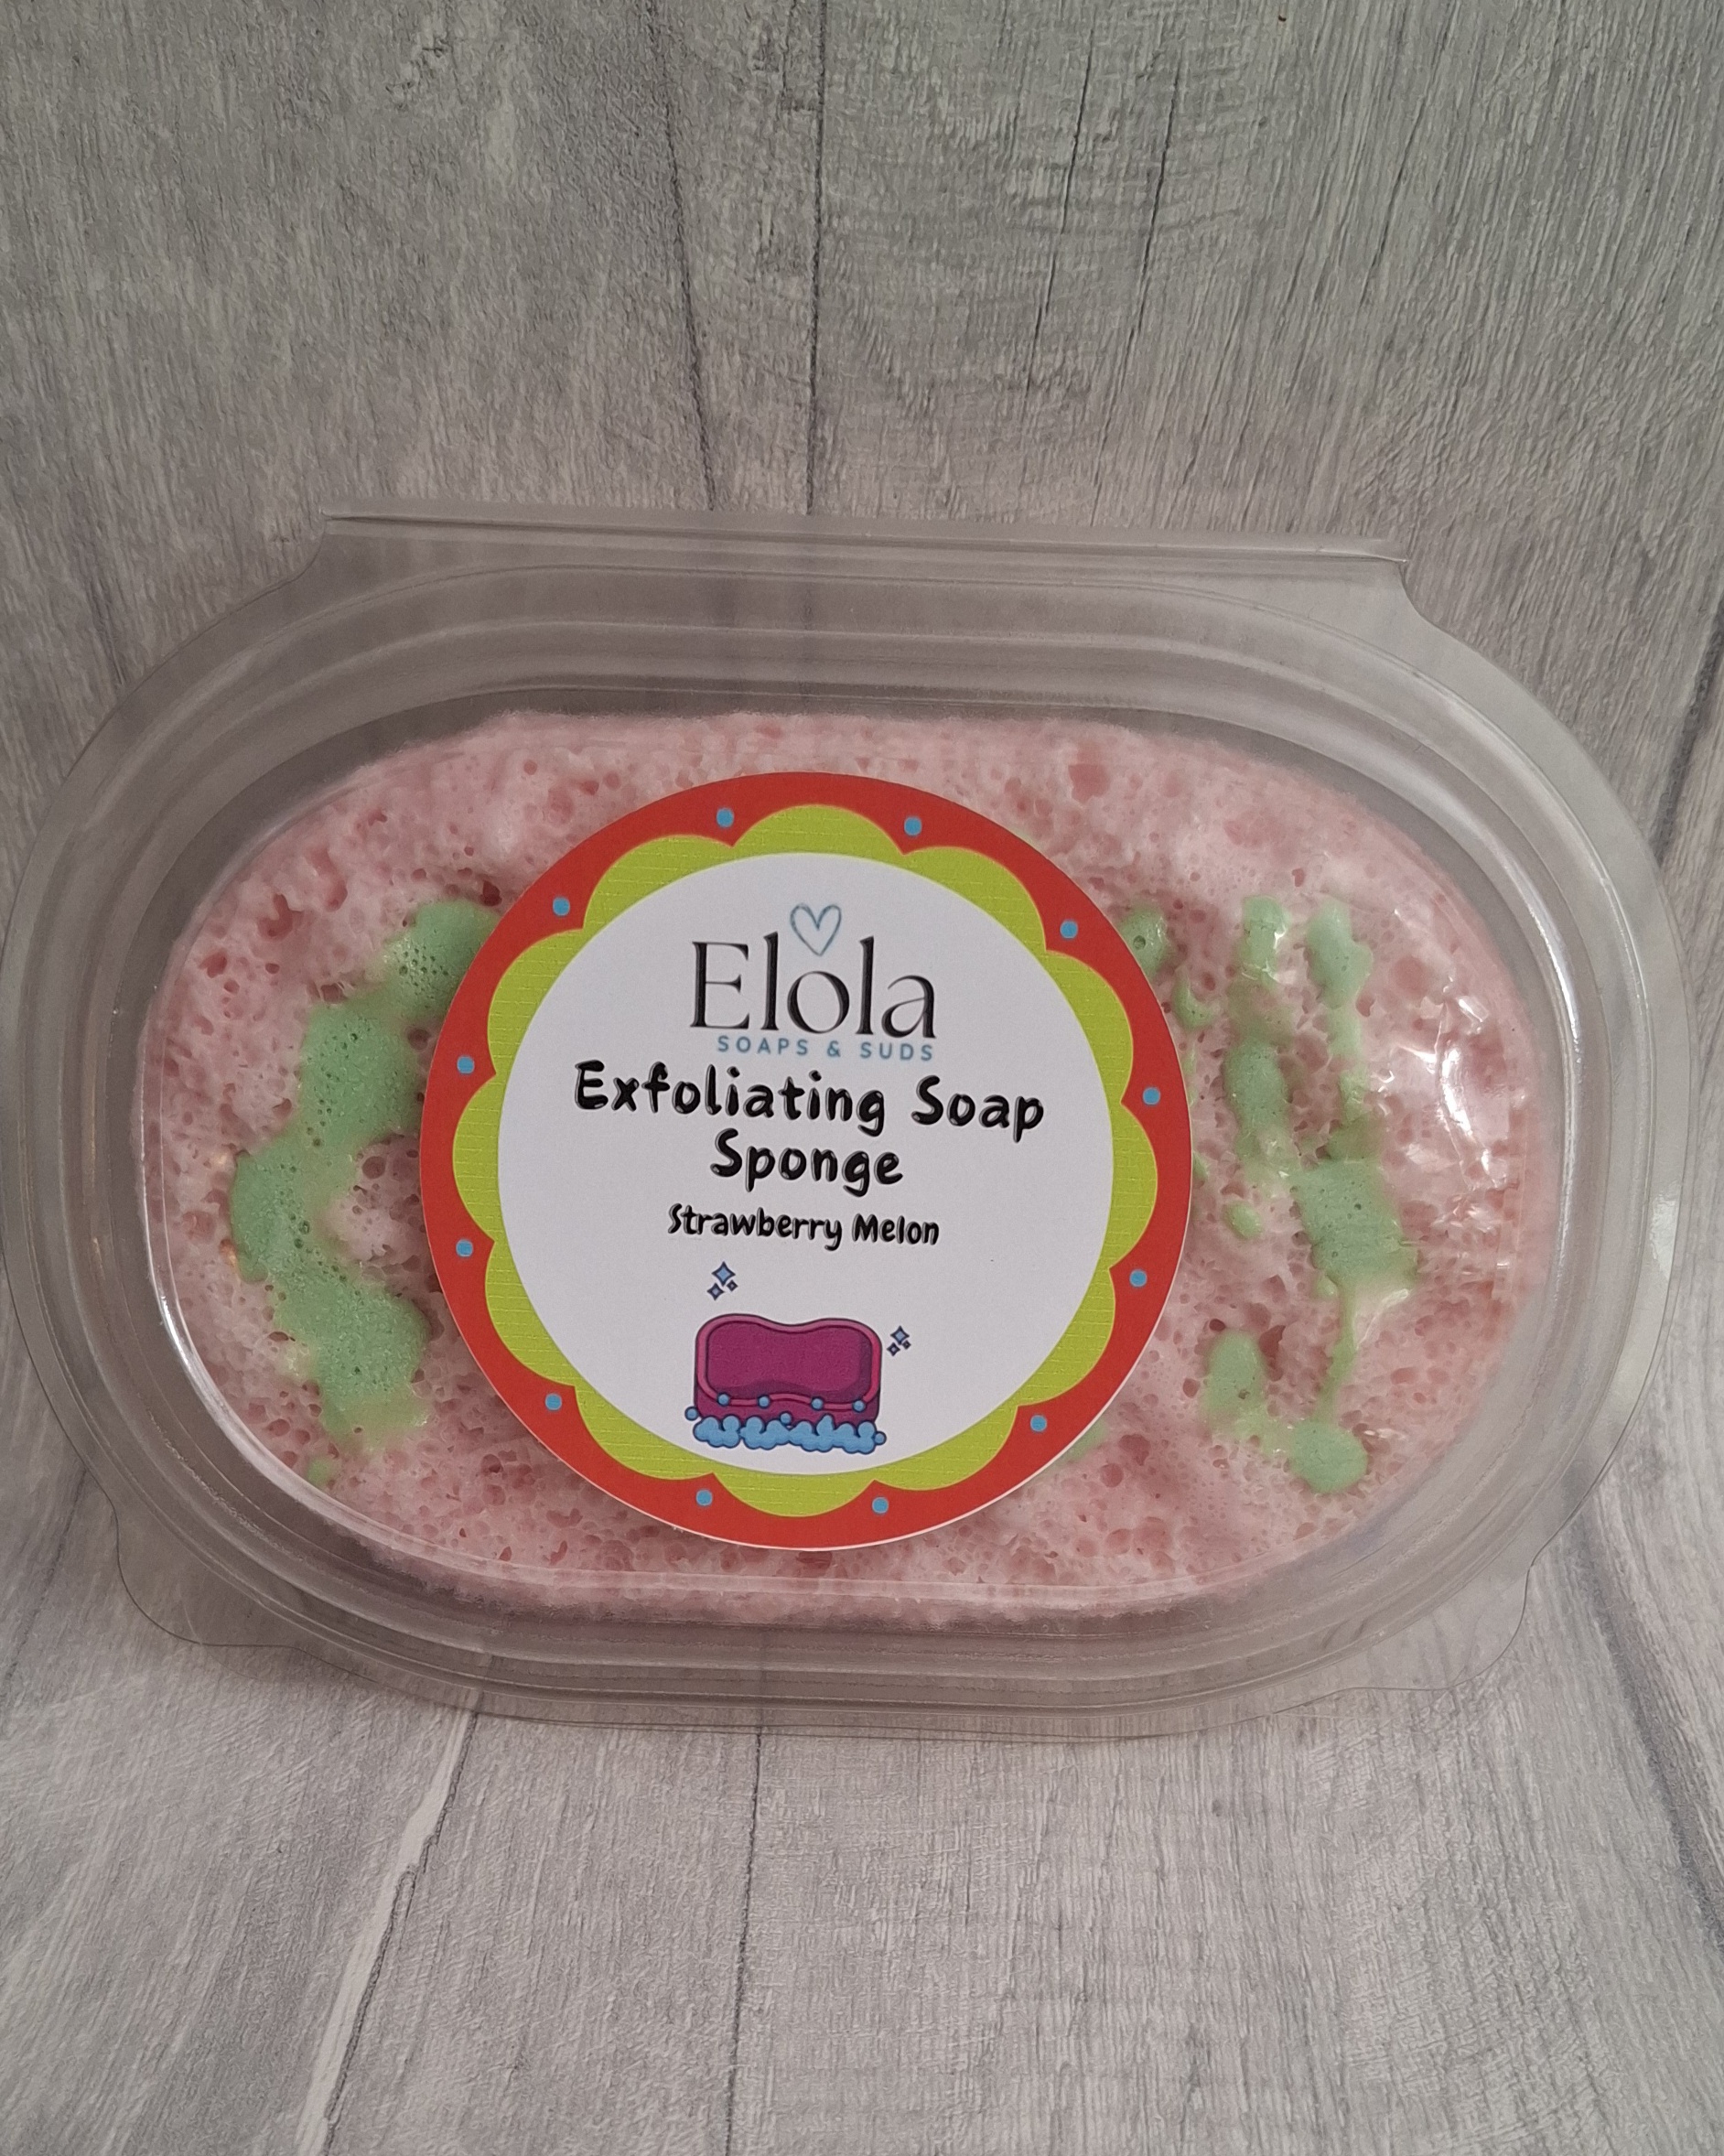 Elola
SOAPS & SUDS
Exfoliating Soap
Sponge
Strawberry Melon